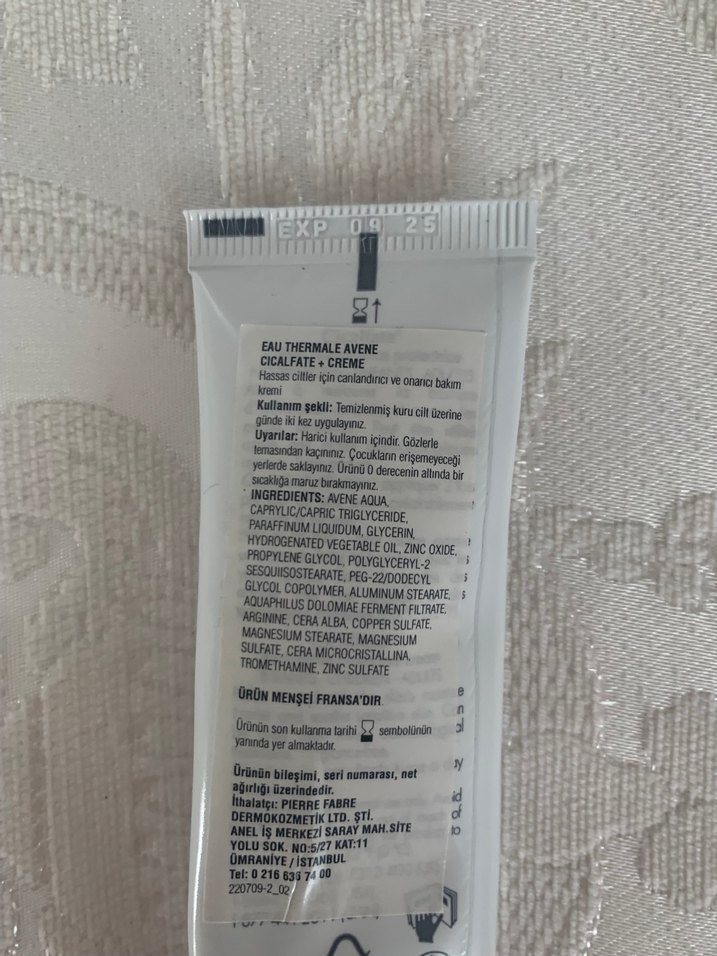 EXP 09 25
EAU THERMALE AVENE
CICALFATE + CREME
Hassas ciltler için canlandırıcı ve onarıcı bakım
kremi
Kullanım şekli: Temizlenmiş kuru cilt üzerine
günde iki kez uygulayınız.
Uyarılar: Harici kullanım içindir. Gözlerle
temasından kaçınınız. Çocukların erişemeyeceği
yerlerde saklayınız. Ürünü 0 derecenin altında bir
sıcaklığa maruz bırakmayınız.
INGREDIENTS: AVENE AQUA,
CAPRYLIC/CAPRIC TRIGLYCERIDE,
PARAFFINUM LIQUIDUM, GLYCERIN,
HYDROGENATED VEGETABLE OIL, ZINC OXIDE,
PROPYLENE GLYCOL, POLYGLYCERYL-2
SESQUIISOSTEARATE, PEG-22/DODECYL
GLYCOL COPOLYMER, ALUMINUM STEARATE,
AQUAPHILUS DOLOMIAE FERMENT FILTRATE,
ARGININE, CERA ALBA, COPPER SULFATE,
MAGNESIUM STEARATE, MAGNESIUM
SULFATE, CERA MICROCRISTALLINA,
TROMETHAMINE, ZINC SULFATE
ÜRÜN MENŞEİ FRANSA'DIR
Ürünün son kullanma tarihi sembolünün
yanında yer almaktadır.
Ürünün bileşimi, seri numarası, net
ağırlığı üzerindedir.
İthalatçı: PIERRE FABRE
DERMOKOZMETİK LTD. ŞTİ.
ANEL İŞ MERKEZİ SARAY MAH.SİTE
YOLU SOK. NO:5/27 KAT:11
ÜMRANİYE / İSTANBUL
Tel: 0 216 636 74 00
220709-2_02